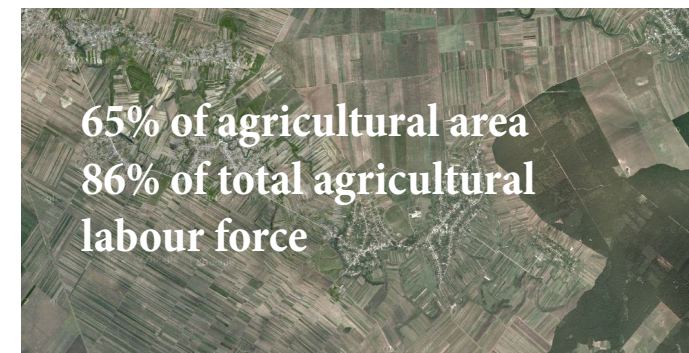 65% of agricultural area
86% of total agricultural
labour force